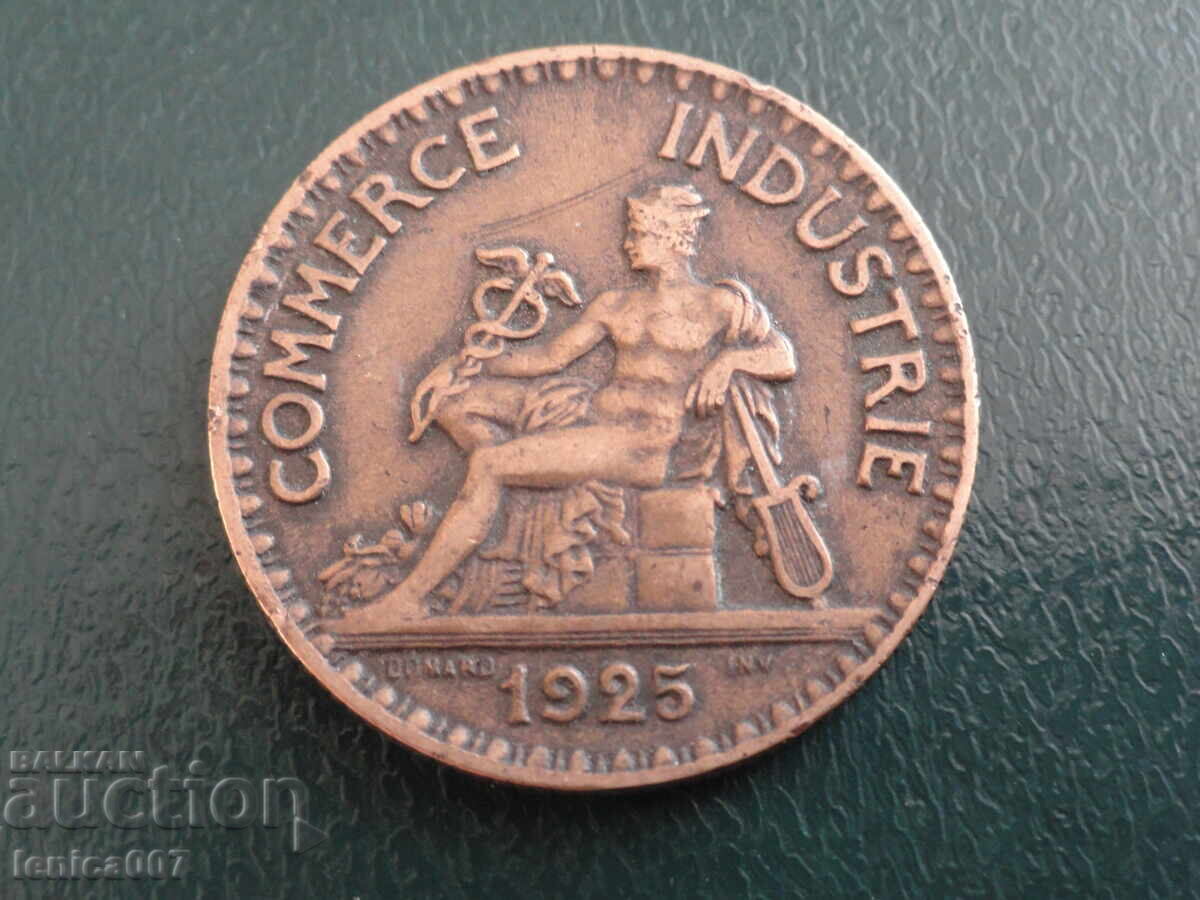 COMMERCE INDUSTRIE
DOMARD 1925 INV
BALKAN
auction
lenica007